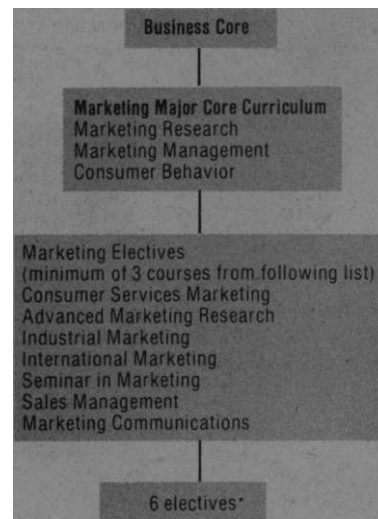 Business Core
Marketing Major Core Curriculum
Marketing Research
Marketing Management
Consumer Behavior
Marketing Electives
(minimum of 3 courses from following list)
Consumer Services Marketing
Advanced Marketing Research
Industrial Marketing
International Marketing
Seminar in Marketing
Sales Management
Marketing Communications
6 electives*